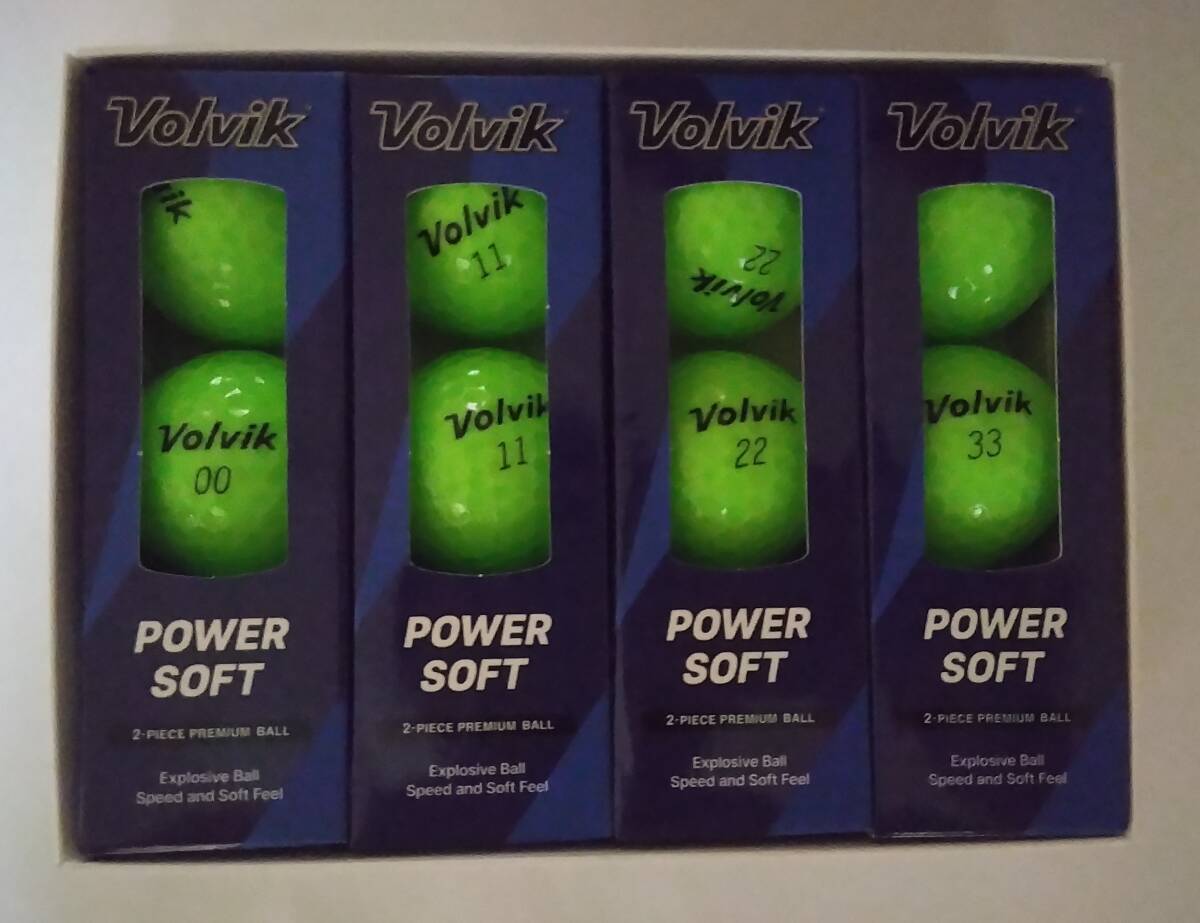 Volvik
vik
Volvik
00
POWER
SOFT
2-PIECE PREMIUM BALL
Explosive Ball
Speed and Soft Feel
Volvik
Volvik
11
Volvik
11
POWER
SOFT
2-PIECE PREMIUM BALL
Explosive Ball
Speed and Soft Feel
Volvik
22
Volvik
Volvik
22
POWER
SOFT
2-PIECE PREMIUM BALL
Explosive Ball
Speed and Soft Feel
Volvik
Volvik
33
POWER
SOFT
2-PIECE PREMIUM BALL
Explosive Ball
Speed and Soft Feel